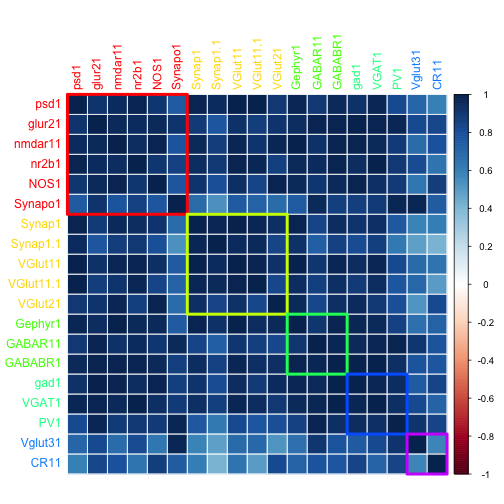 psd1 glur21 nmdar11 nr2b1 NOS1 Synapo1 Synap1 Synap1.1 VGlut11 VGlut11.1 VGlut21 Gephyr1 GABAR11 GABABR1 gad1 VGAT1 PV1 Vglut31 CR11
psd1
glur21
nmdar11
nr2b1
NOS1
Synapo1
Synap1
Synap1.1
VGlut11
VGlut11.1
VGlut21
Gephyr1
GABAR11
GABABR1
gad1
VGAT1
PV1
Vglut31
CR11
1
0.8
0.6
0.4
0.2
0
-0.2
-0.4
-0.6
-0.8
-1